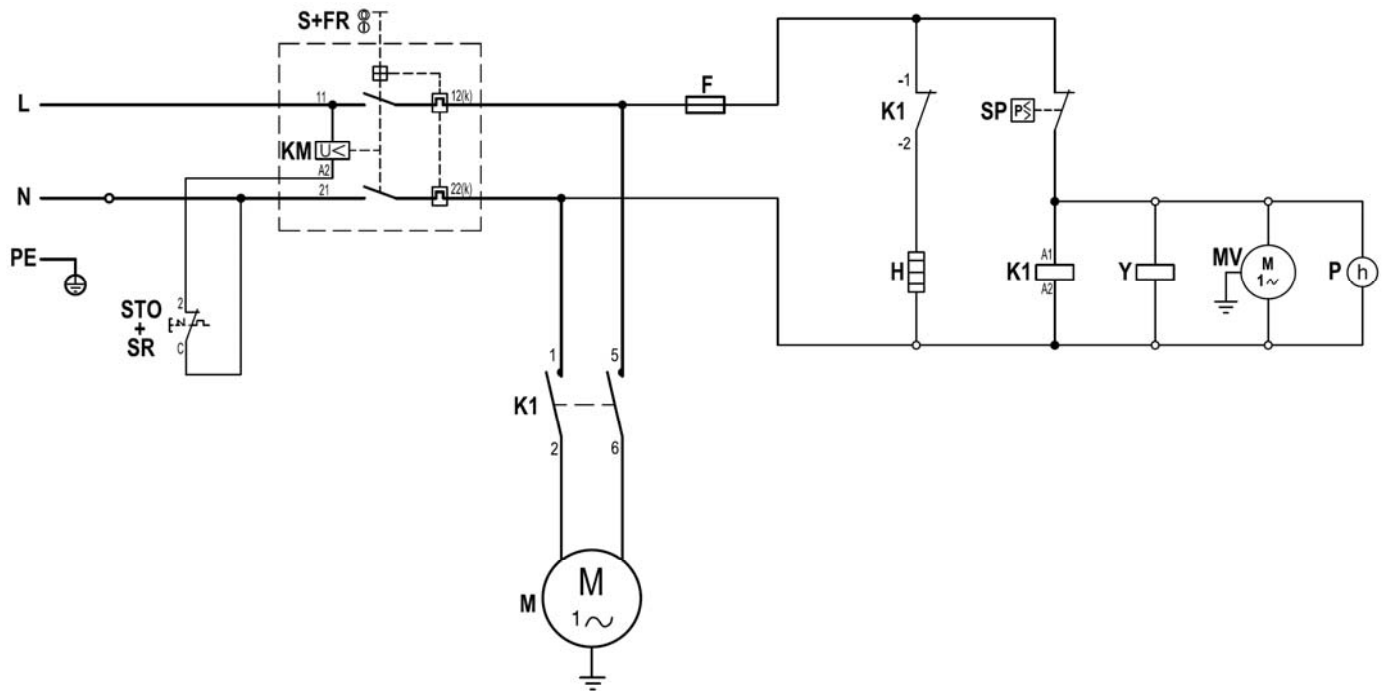 S+FR
L
11
12(k)
F
KM
U<
A2
N
21
22(k)
PE
STO
+
SR
2
C
1
5
K1
2
6
M
M
1~
-1
K1
-2
SP
P
H
A1
K1
A2
Y
MV
M
1~
P
h